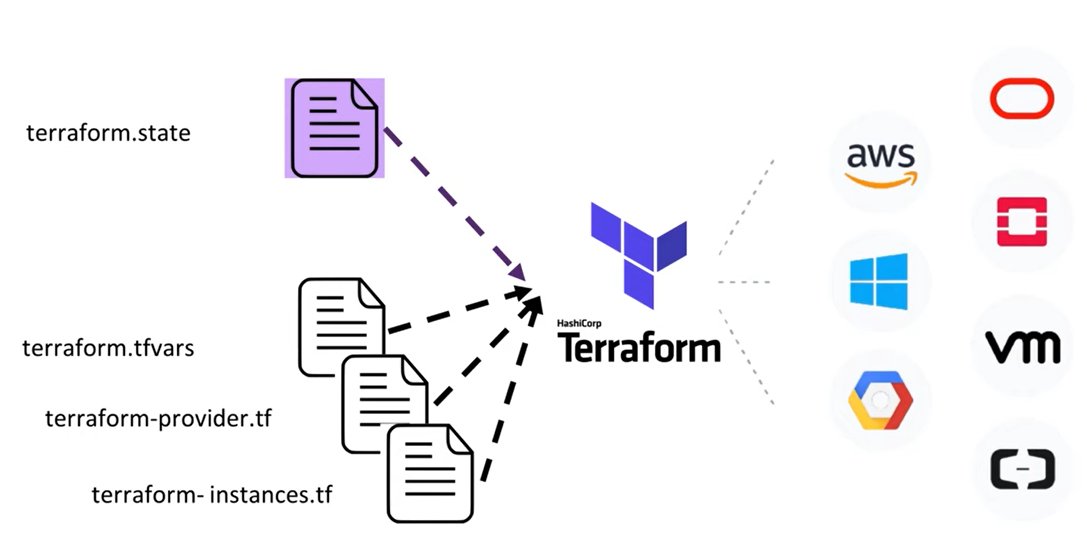 terraform.state
terraform.tfvars
terraform-provider.tf
terraform- instances.tf
HashiCorp
Terraform
aws
vm